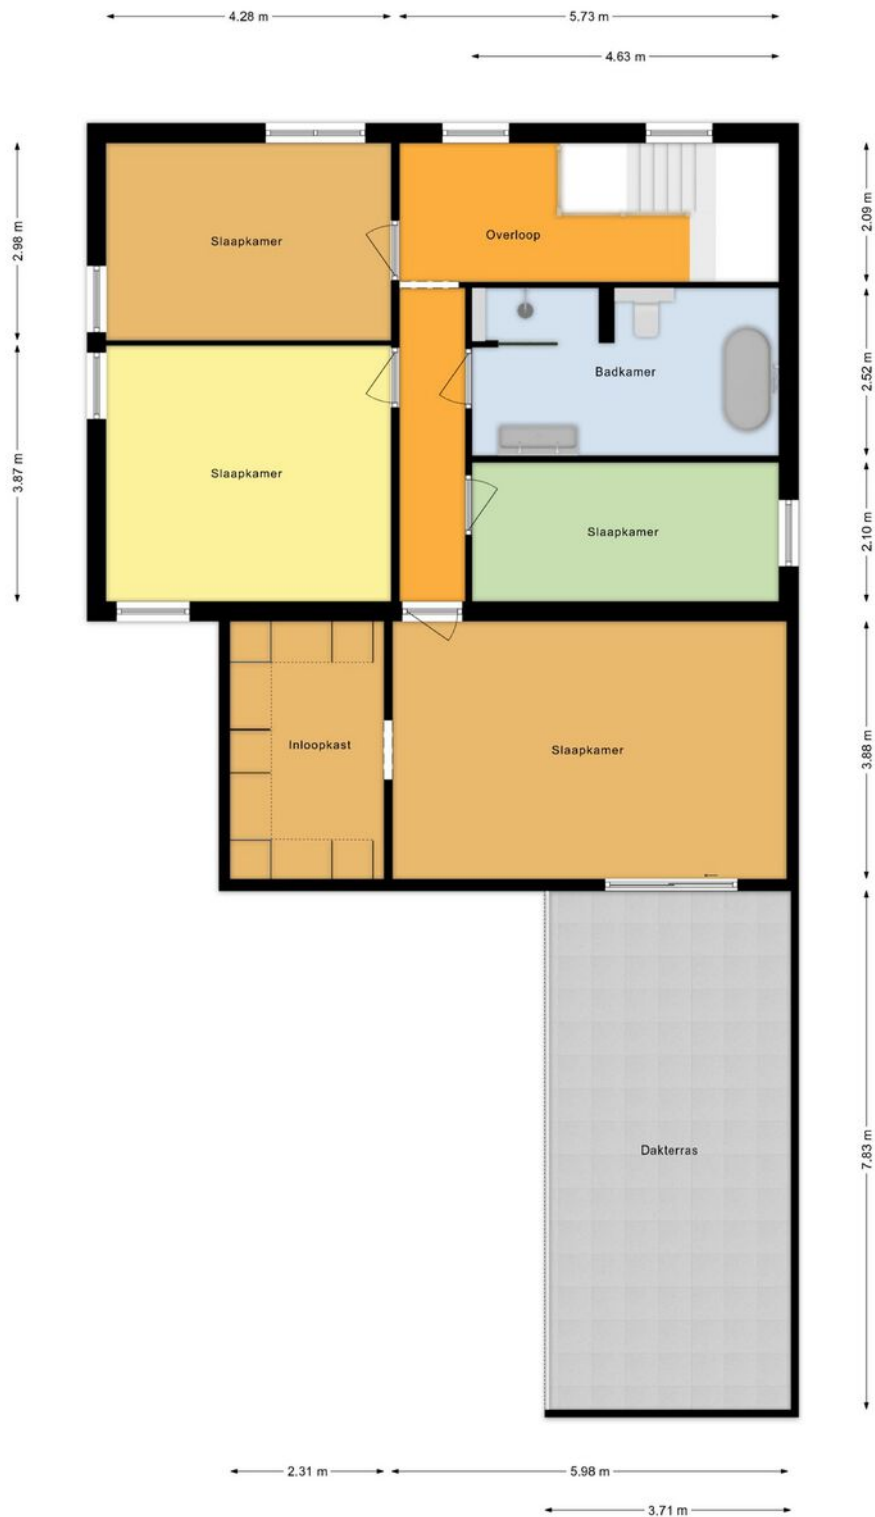 4.28 m
5.73 m
4.63 m
2.98 m
2.09 m
Overloop
Slaapkamer
Badkamer
2.52 m
3.87 m
Slaapkamer
Slaapkamer
2.10 m
Inloopkast
Slaapkamer
3.88 m
Dakterras
7.83 m
2.31 m
5.98 m
3.71 m